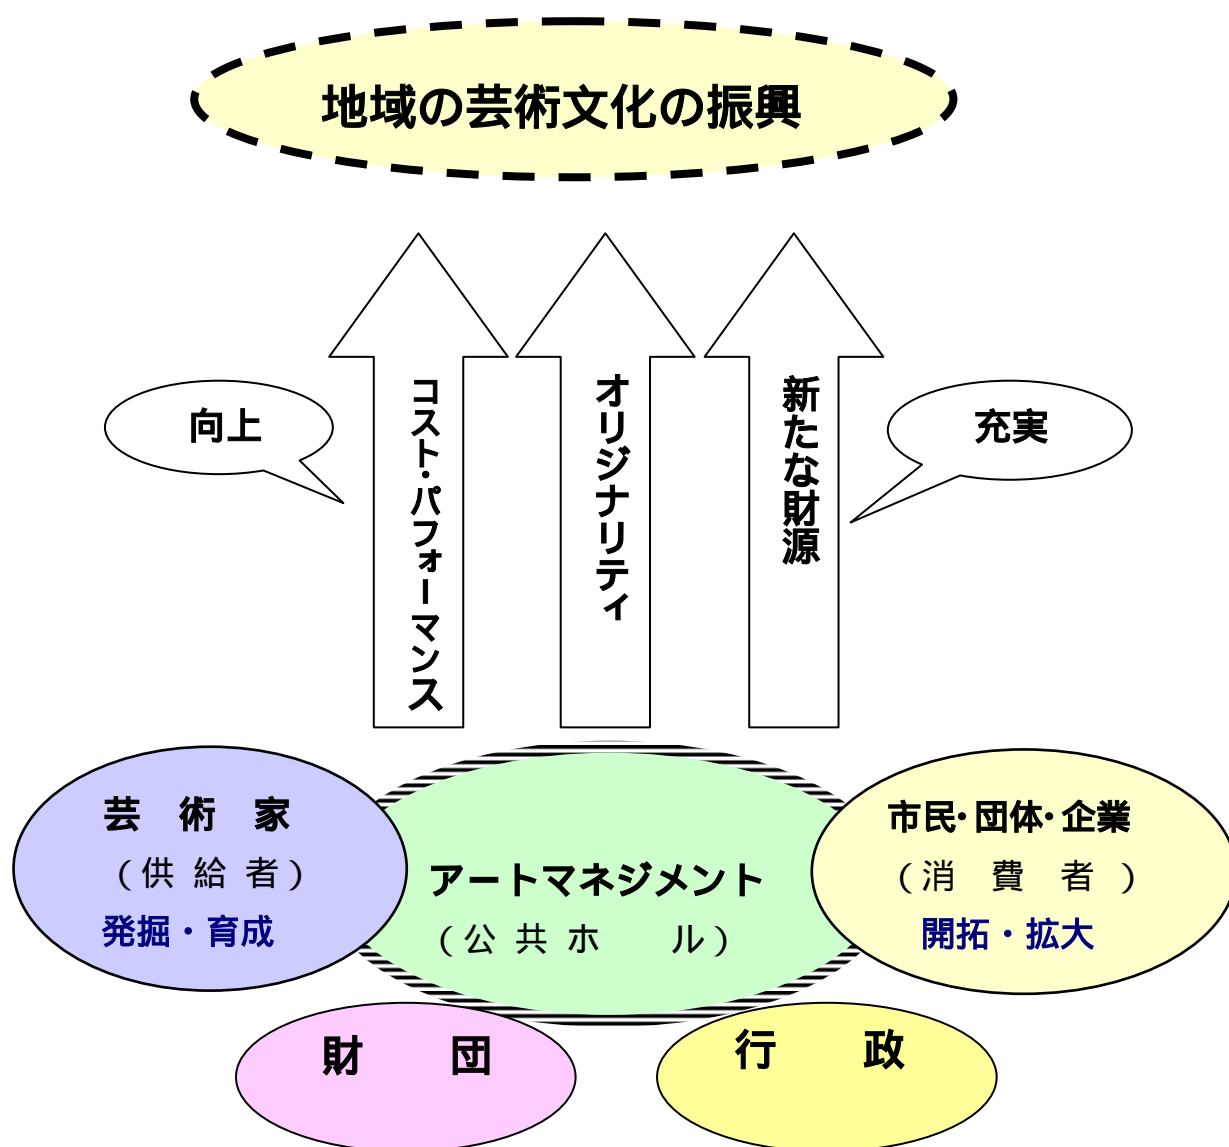 地域の芸術文化の振興
向上
コスト・パフォーマンス
オリジナリティ
新たな財源
充実
芸術家
（供給者）
発掘・育成
アートマネジメント
（公共ホール）
市民・団体・企業
（消費者）
開拓・拡大
財団
行政